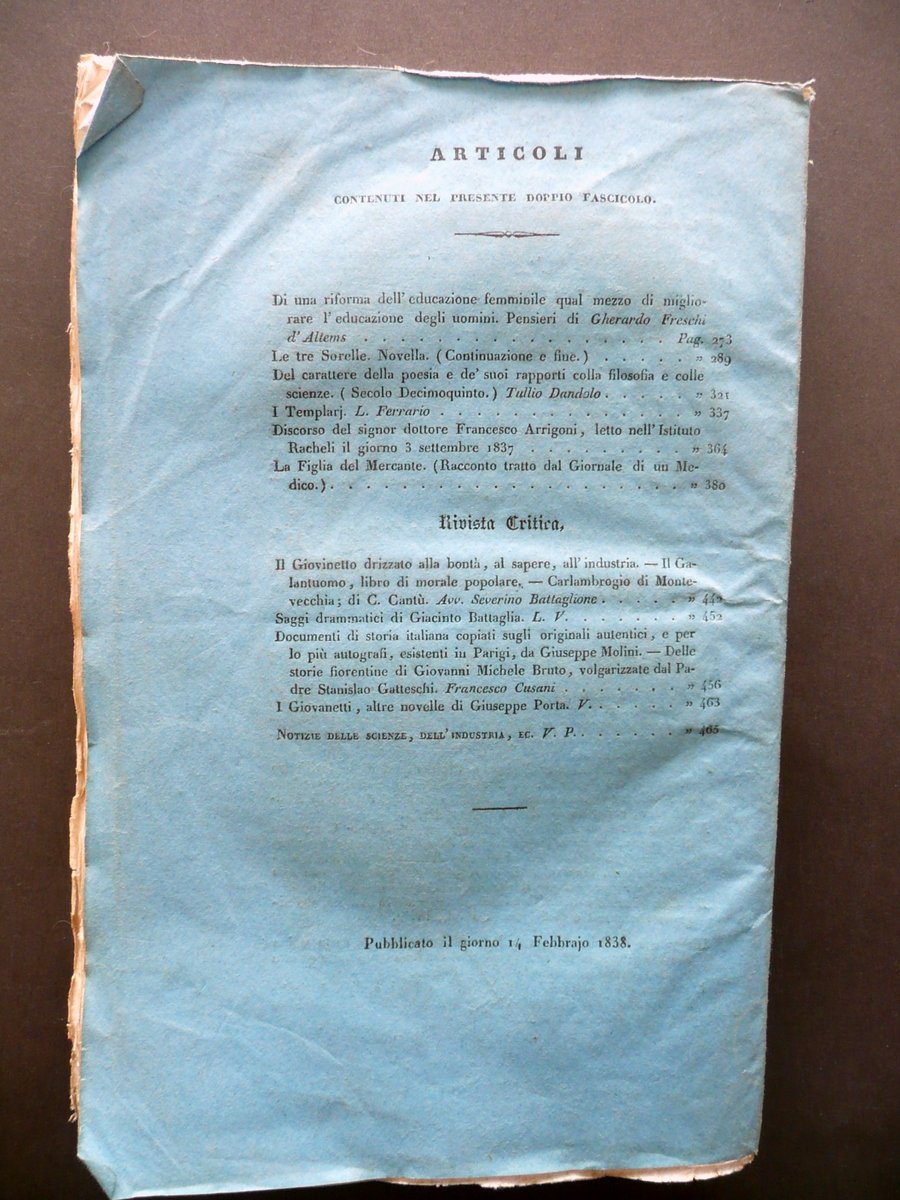 ARTICOLI
CONTENUTI NEL PRESENTE DOPPIO FASCICOLO.
Di una riforma dell' educazione femminile qual mezzo di miglio-
rare l' educazione degli uomini. Pensieri di Gherardo Freschi
d'Altems . . . . . . . . . . . . . . . . . Pag. 273
Le tre Sorelle. Novella. (Continuazione e fine.) . . . . . " 289
Del carattere della poesia e de' suoi rapporti colla filosofia e colle
scienze. ( Secolo Decimoquinto.) Tullio Dandolo . . . . . " 321
I Templarj. L. Ferrario . . . . . . . . . . . . . . " 337
Discorso del signor dottore Francesco Arrigoni, letto nell' Istituto
Racheli il giorno 3 settembre 1837 . . . . . . . . . " 364
La Figlia del Mercante. (Racconto tratto dal Giornale di un Me-
dico.) . . . . . . . . . . . . . . . . . . . . " 380
Rivista Critica,
Il Giovinetto drizzato alla bontà, al sapere, all' industria. — Il Ga-
lantuomo, libro di morale popolare, — Carlambrogio di Monte-
vecchia; di C. Cantù. Avv. Severino Battaglione . . . . . " 442
Saggi drammatici di Giacinto Battaglia. L. V. . . . . . . " 452
Documenti di storia italiana copiati sugli originali autentici, e per
lo più autografi, esistenti in Parigi, da Giuseppe Molini. — Delle
storie fiorentine di Giovanni Michele Bruto, volgarizzate dal Pa-
dre Stanislao Gatteschi. Francesco Cusani . . . . . . . " 456
I Giovanetti, altre novelle di Giuseppe Porta. V. . . . . . " 463
NOTIZIE DELLE SCIENZE, DELL' INDUSTRIA, EC. V. P. . . . . . . " 465
Pubblicato il giorno 14 Febbrajo 1838.